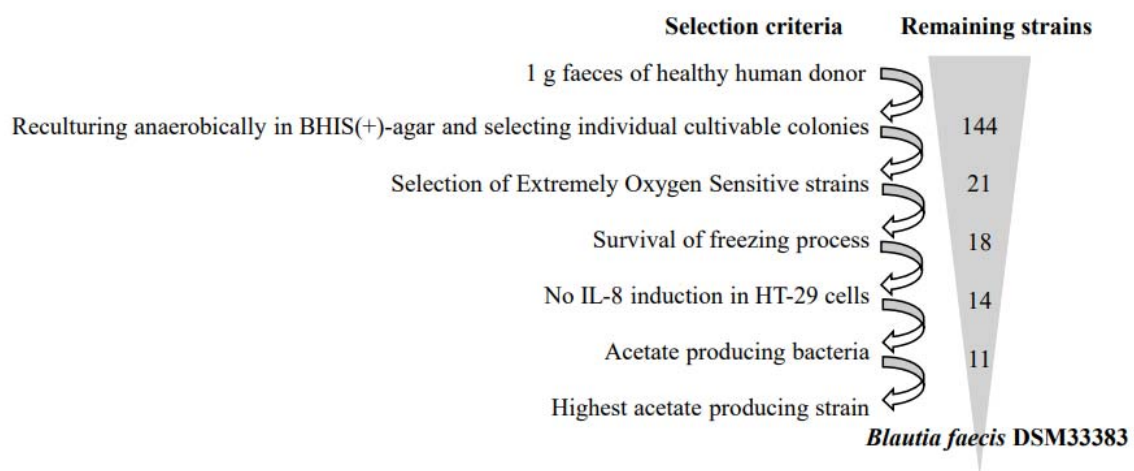 Selection criteria Remaining strains
1 g faeces of healthy human donor
Reculturing anaerobically in BHIS(+)-agar and selecting individual cultivable colonies 144
Selection of Extremely Oxygen Sensitive strains 21
Survival of freezing process 18
No IL-8 induction in HT-29 cells 14
Acetate producing bacteria 11
Highest acetate producing strain
Blautia faecis DSM33383